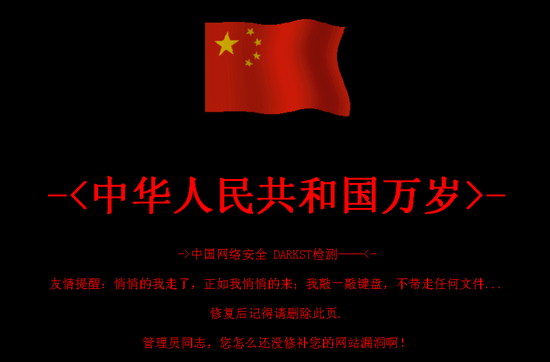 -<中华人民共和国万岁>-
->中国网络安全 DARKST检测——<-
友情提醒：悄悄的我走了，正如我悄悄的来；我敲一敲键盘，不带走任何文件...
修复后记得请删除此页.
管理员同志，您怎么还没修补您的网站漏洞啊!